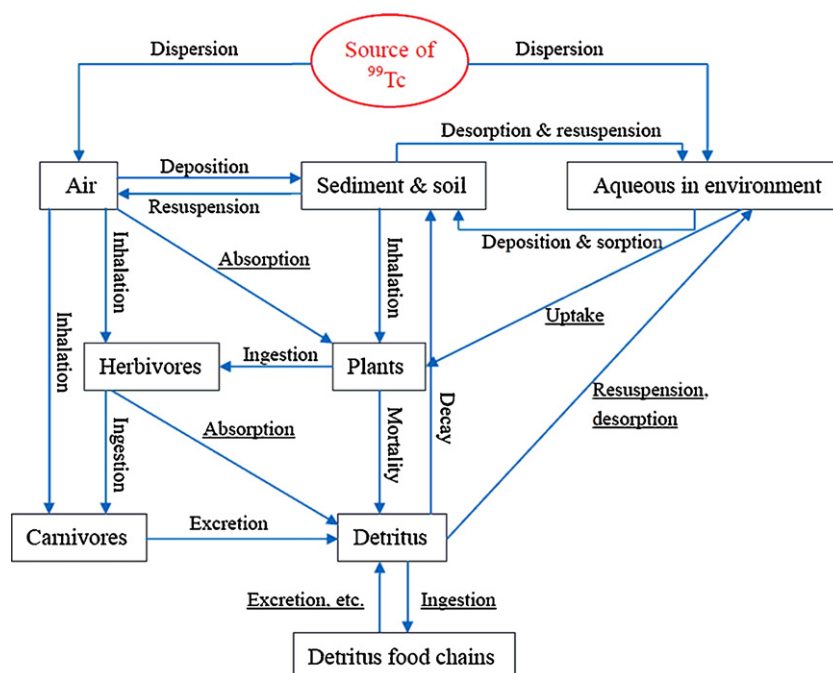 Dispersion
Source of
⁹⁹Tc
Dispersion
Desorption & resuspension
Air
Deposition
Resuspension
Sediment & soil
Aqueous in environment
Deposition & sorption
Inhalation
Inhalation
Absorption
Inhalation
Uptake
Herbivores
Ingestion
Plants
Resuspension,
desorption
Ingestion
Absorption
Mortality
Decay
Carnivores
Excretion
Detritus
Excretion, etc.
Ingestion
Detritus food chains